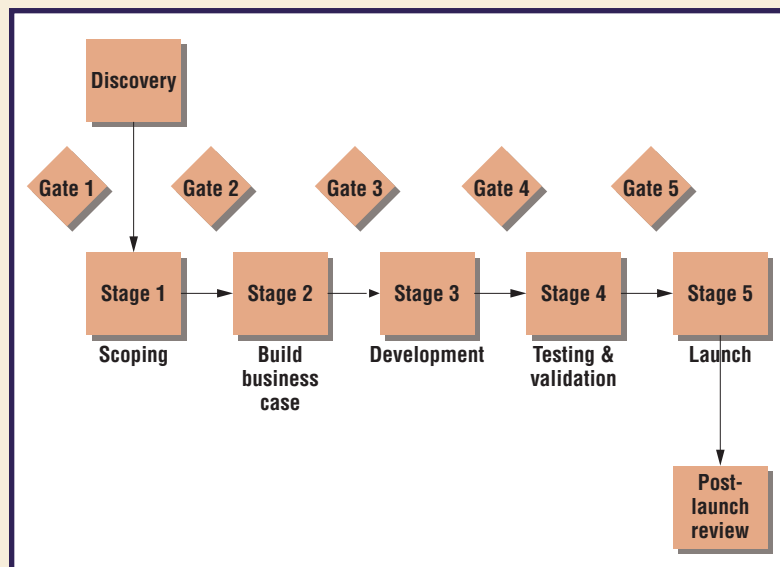 Discovery
Gate 1
Gate 2
Gate 3
Gate 4
Gate 5
Stage 1
Stage 2
Stage 3
Stage 4
Stage 5
Scoping
Build
business
case
Development
Testing &
validation
Launch
Post-
launch
review